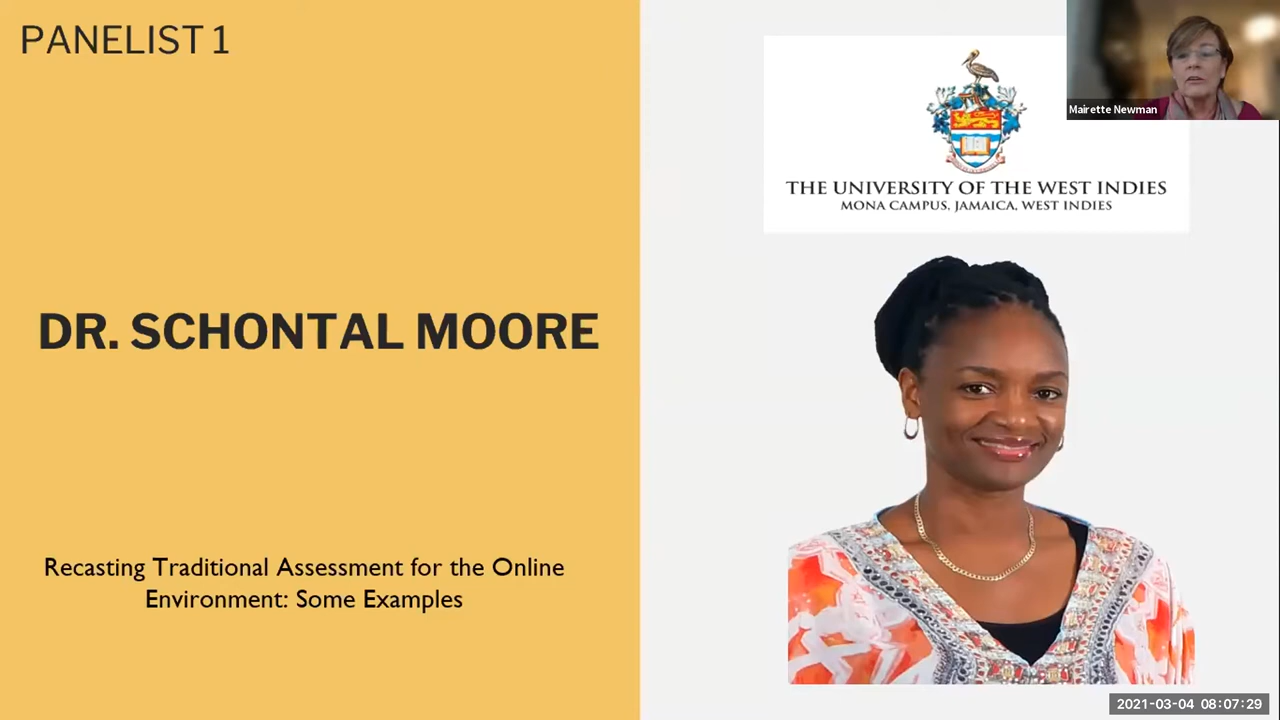 PANELIST 1
DR. SCHONTAL MOORE
Recasting Traditional Assessment for the Online
Environment: Some Examples
THE UNIVERSITY OF THE WEST INDIES
MONA CAMPUS, JAMAICA, WEST INDIES
Mairette Newman
2021-03-04 08:07:29